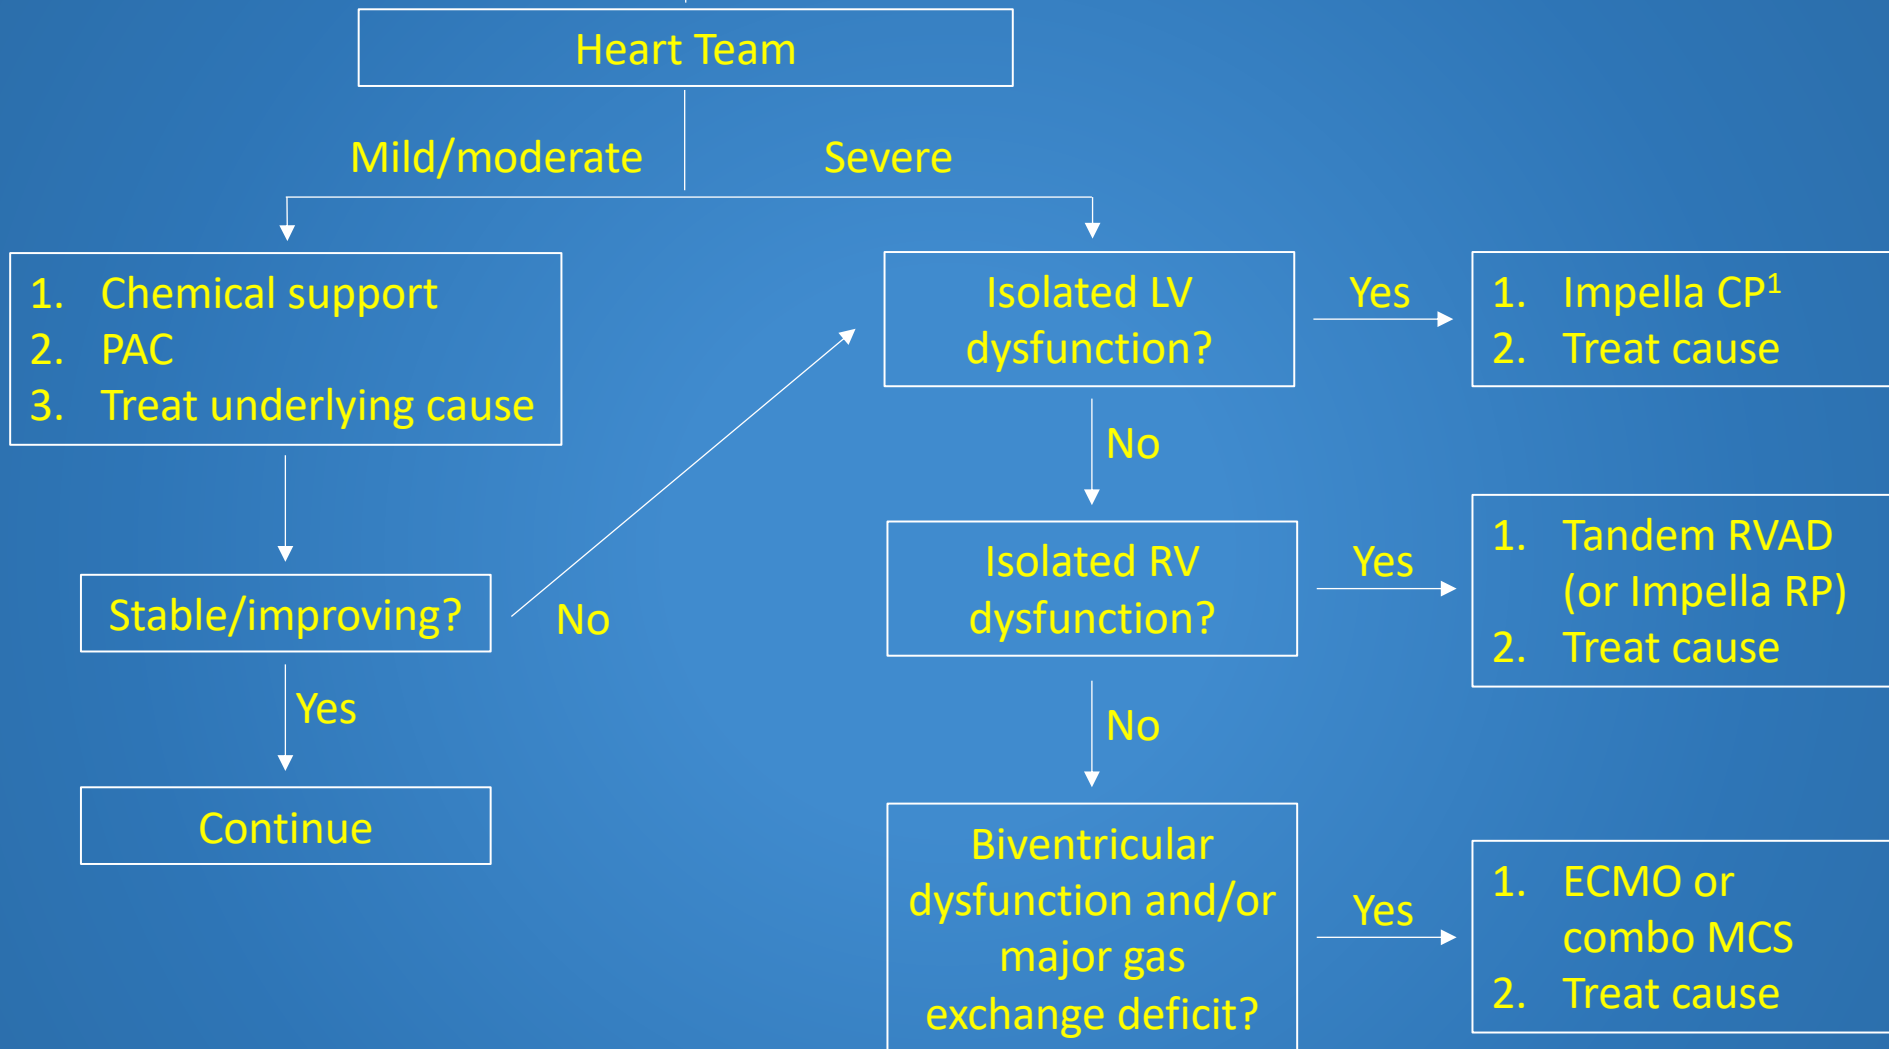 Heart Team
Mild/moderate
Severe
1. Chemical support
2. PAC
3. Treat underlying cause
Isolated LV
dysfunction?
Yes
1. Impella CP¹
2. Treat cause
No
Stable/improving?
No
Isolated RV
dysfunction?
Yes
1. Tandem RVAD
(or Impella RP)
2. Treat cause
Yes
No
Continue
Biventricular
dysfunction and/or
major gas
exchange deficit?
Yes
1. ECMO or
combo MCS
2. Treat cause